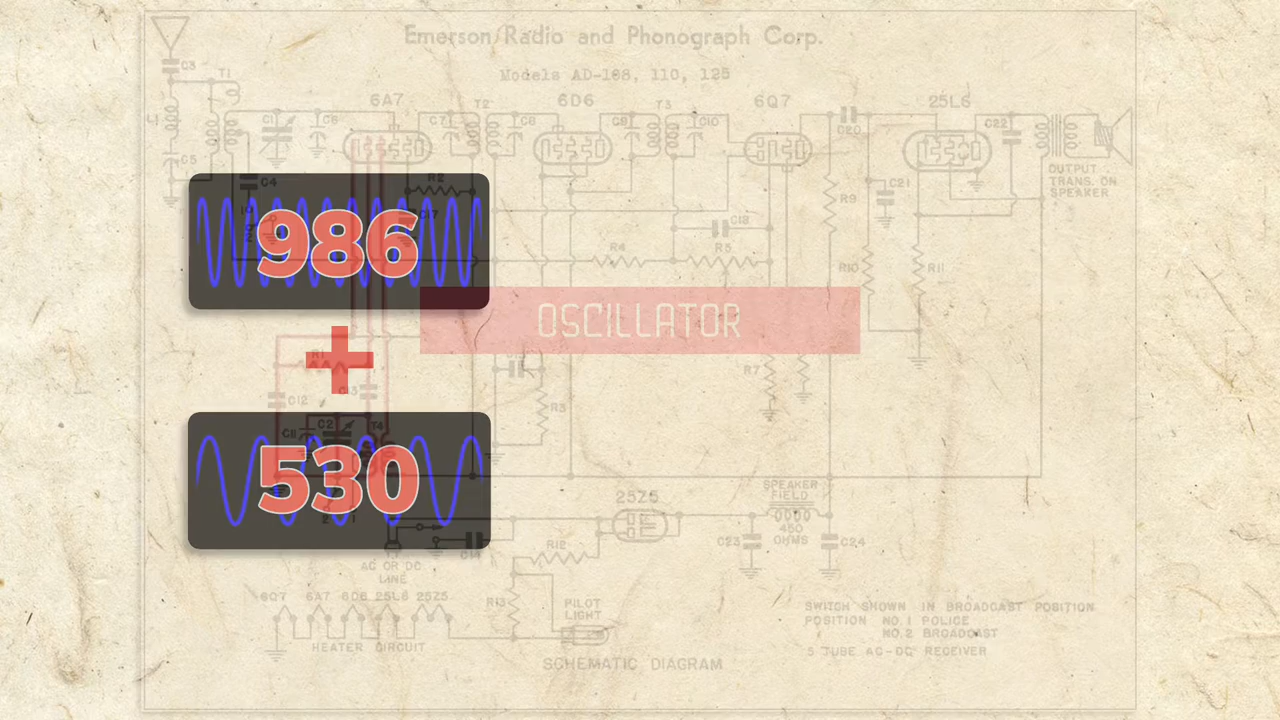 Emerson Radio and Phonograph Corp.
Models AD-108, 110, 125
6A7
6D6
6Q7
25L6
C3
T1
T2
T3
C1
C6
C7
C8
C9
C10
C20
C22
C5
C4
R2
C17
OUTPUT
TRANS. ON
SPEAKER
C21
R9
986
C18
R4
R5
R10
R11
OSCILLATOR
+
R1
R7
C12
C13
R3
C2
T4
530
SPEAKER
FIELD
450
OHMS
25Z5
C23
C24
C14
R12
AC OR DC
LINE
6Q7 6A7 6D6 25L6 25Z5
R13
PILOT
LIGHT
HEATER CIRCUIT
SWITCH SHOWN IN BROADCAST POSITION
POSITION NO.1 POLICE
NO.2 BROADCAST
5 TUBE AC-DC RECEIVER
SCHEMATIC DIAGRAM